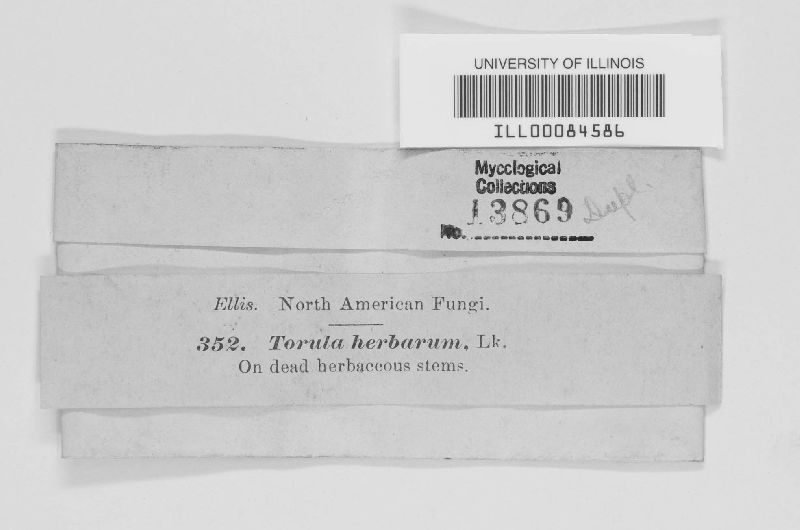 UNIVERSITY OF ILLINOIS
ILL00084586
Mycological
Collections
No. 13869 Dupl.
Ellis. North American Fungi.
352. Torula herbarum, Lk.
On dead herbaceous stems.